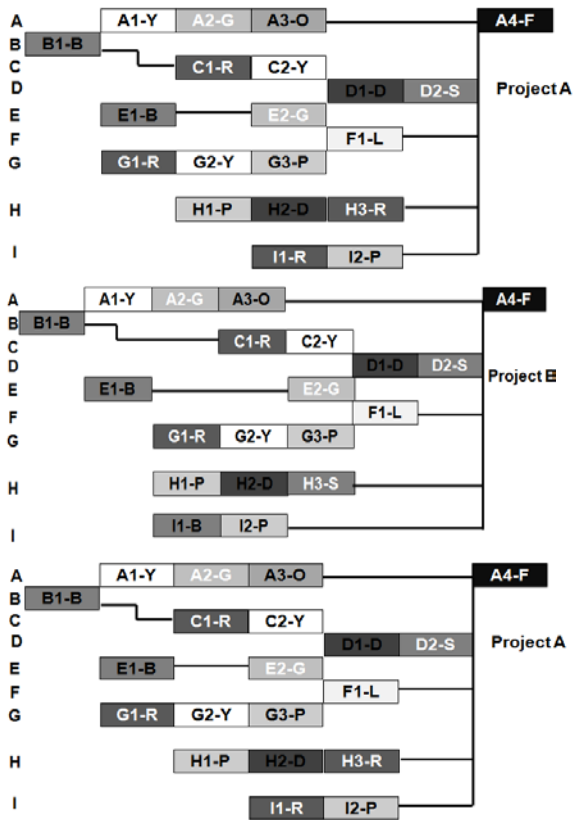 A A1-Y A2-G A3-O A4-F
B B1-B
C C1-R C2-Y
D D1-D D2-S Project A
E E1-B E2-G
F F1-L
G G1-R G2-Y G3-P
H H1-P H2-D H3-R
I I1-R I2-P
A A1-Y A2-G A3-O A4-F
B B1-B
C C1-R C2-Y
D D1-D D2-S Project B
E E1-B E2-G
F F1-L
G G1-R G2-Y G3-P
H H1-P H2-D H3-S
I I1-B I2-P
A A1-Y A2-G A3-O A4-F
B B1-B
C C1-R C2-Y
D D1-D D2-S Project A
E E1-B E2-G
F F1-L
G G1-R G2-Y G3-P
H H1-P H2-D H3-R
I I1-R I2-P